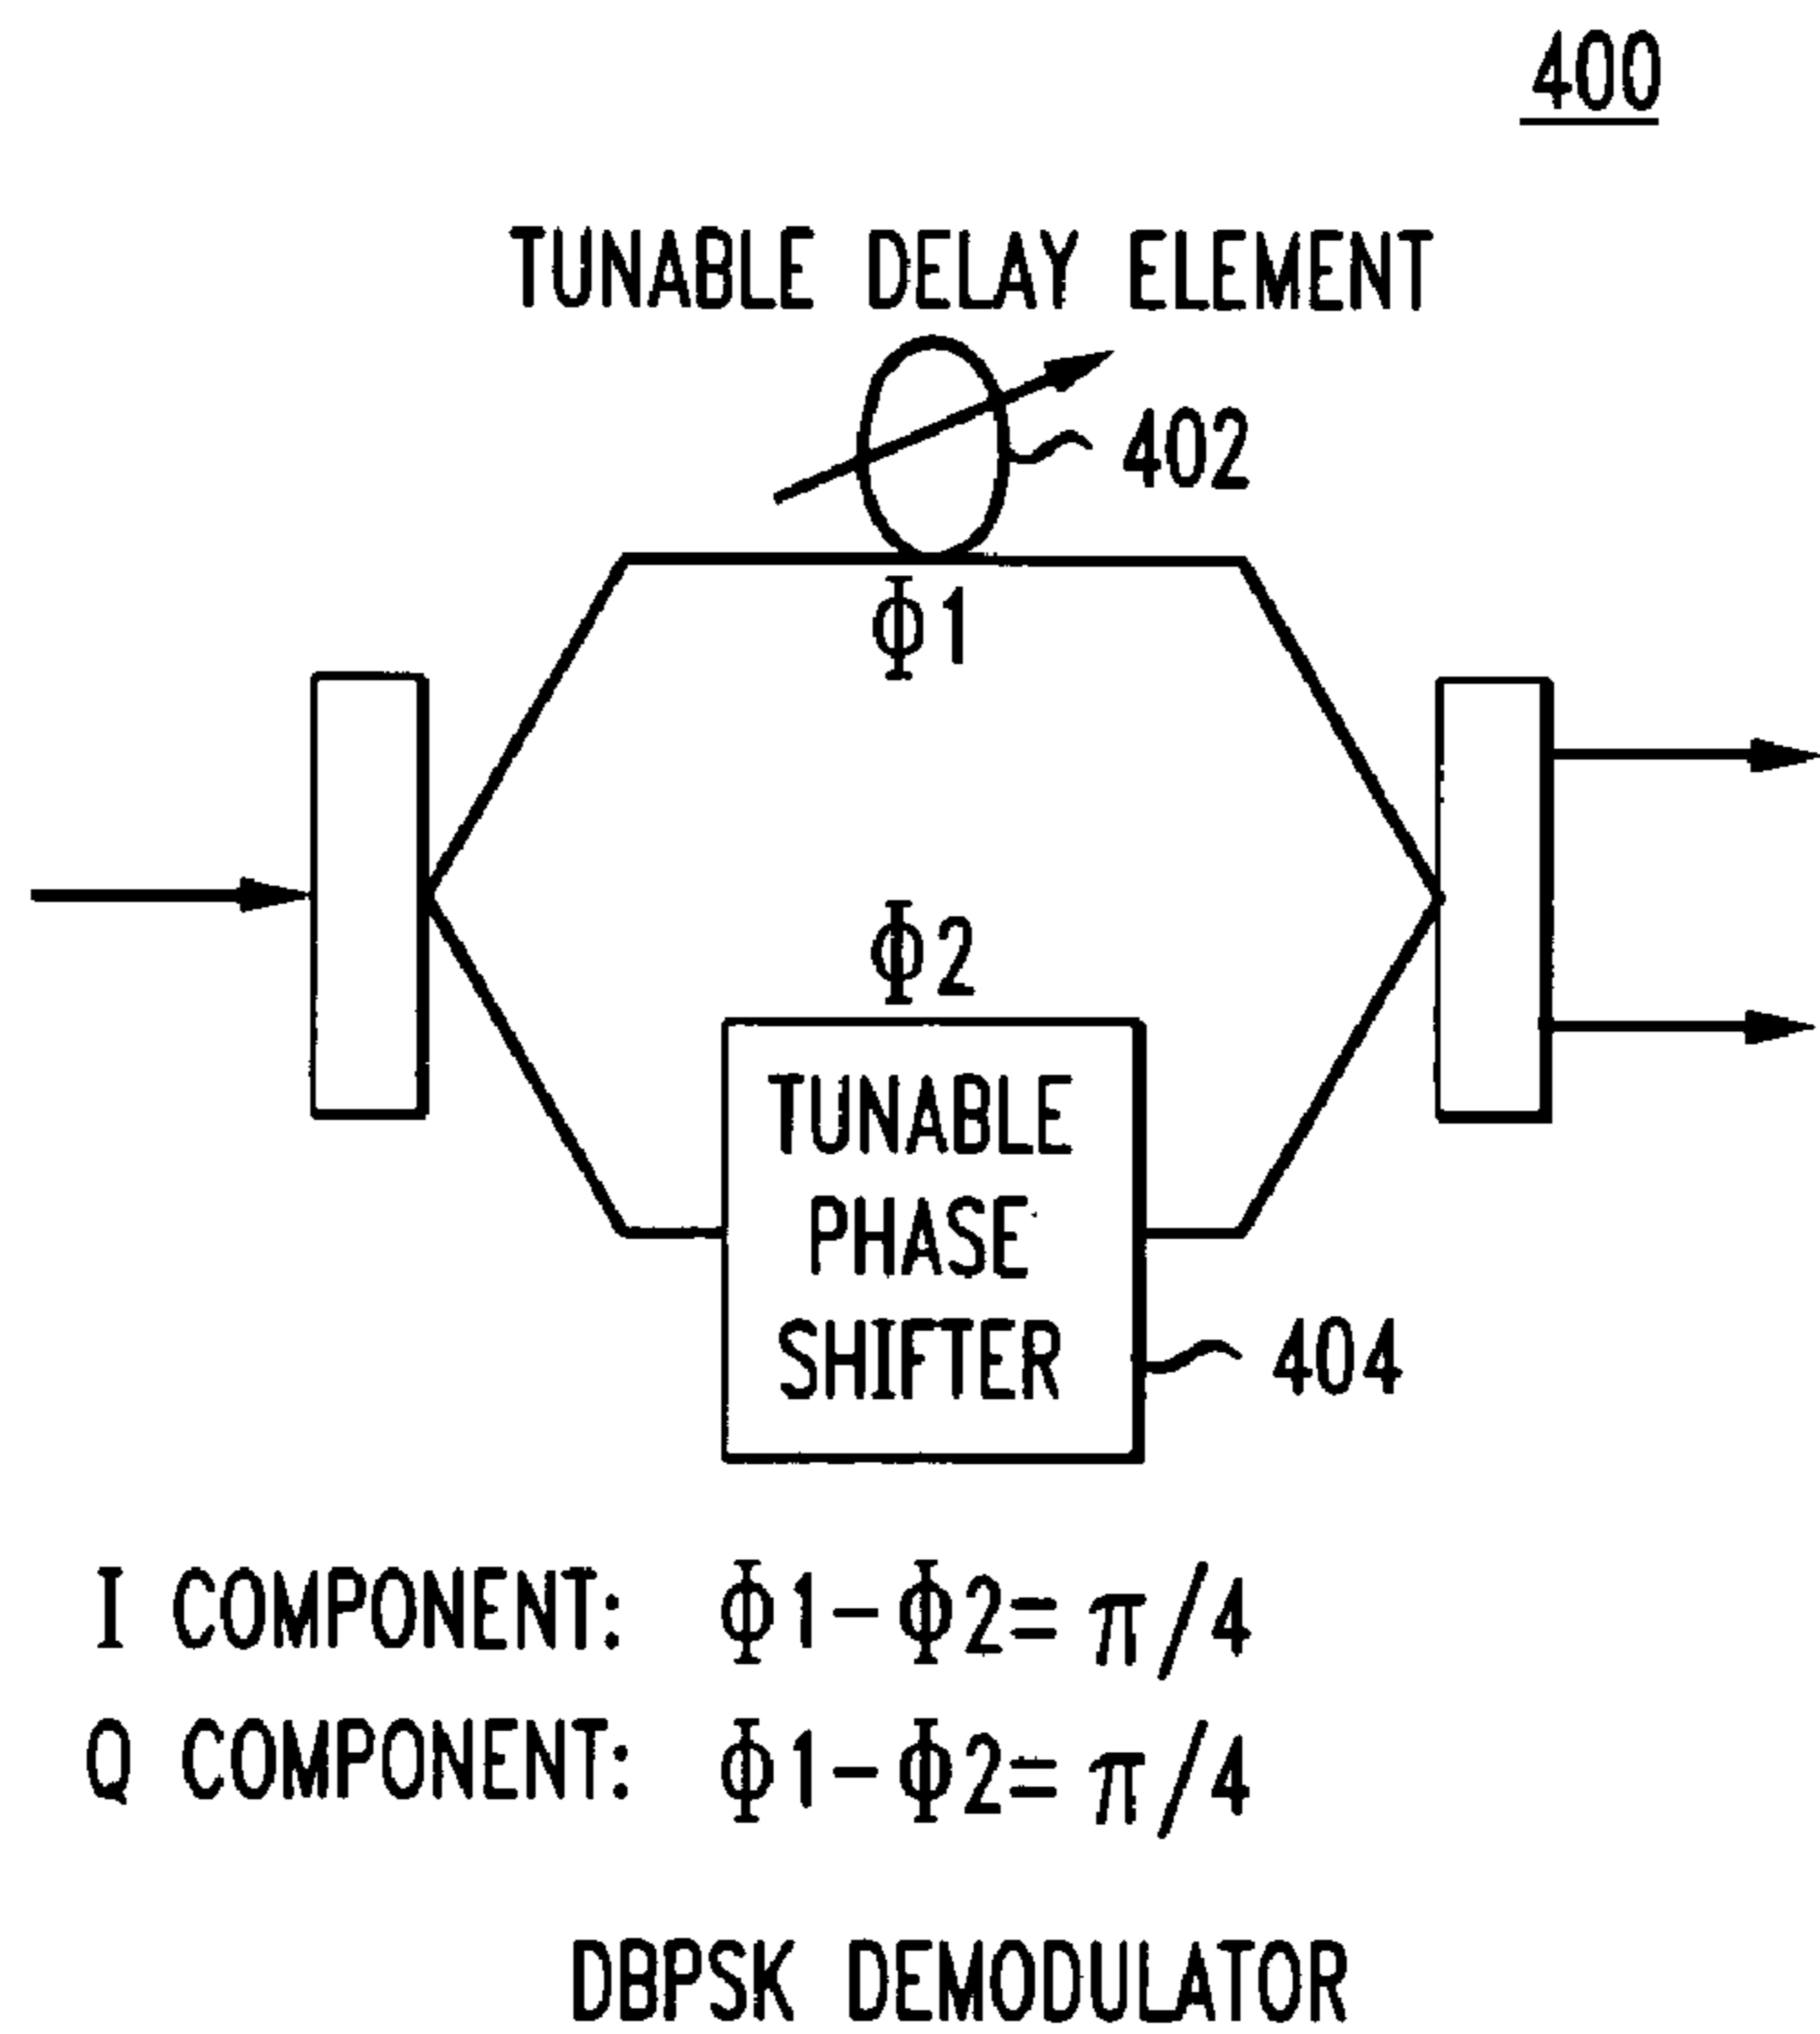 400
TUNABLE DELAY ELEMENT
402
Φ1
Φ2
TUNABLE
PHASE
SHIFTER
404
I COMPONENT: Φ1-Φ2=π/4
Q COMPONENT: Φ1-Φ2=π/4
DBPSK DEMODULATOR